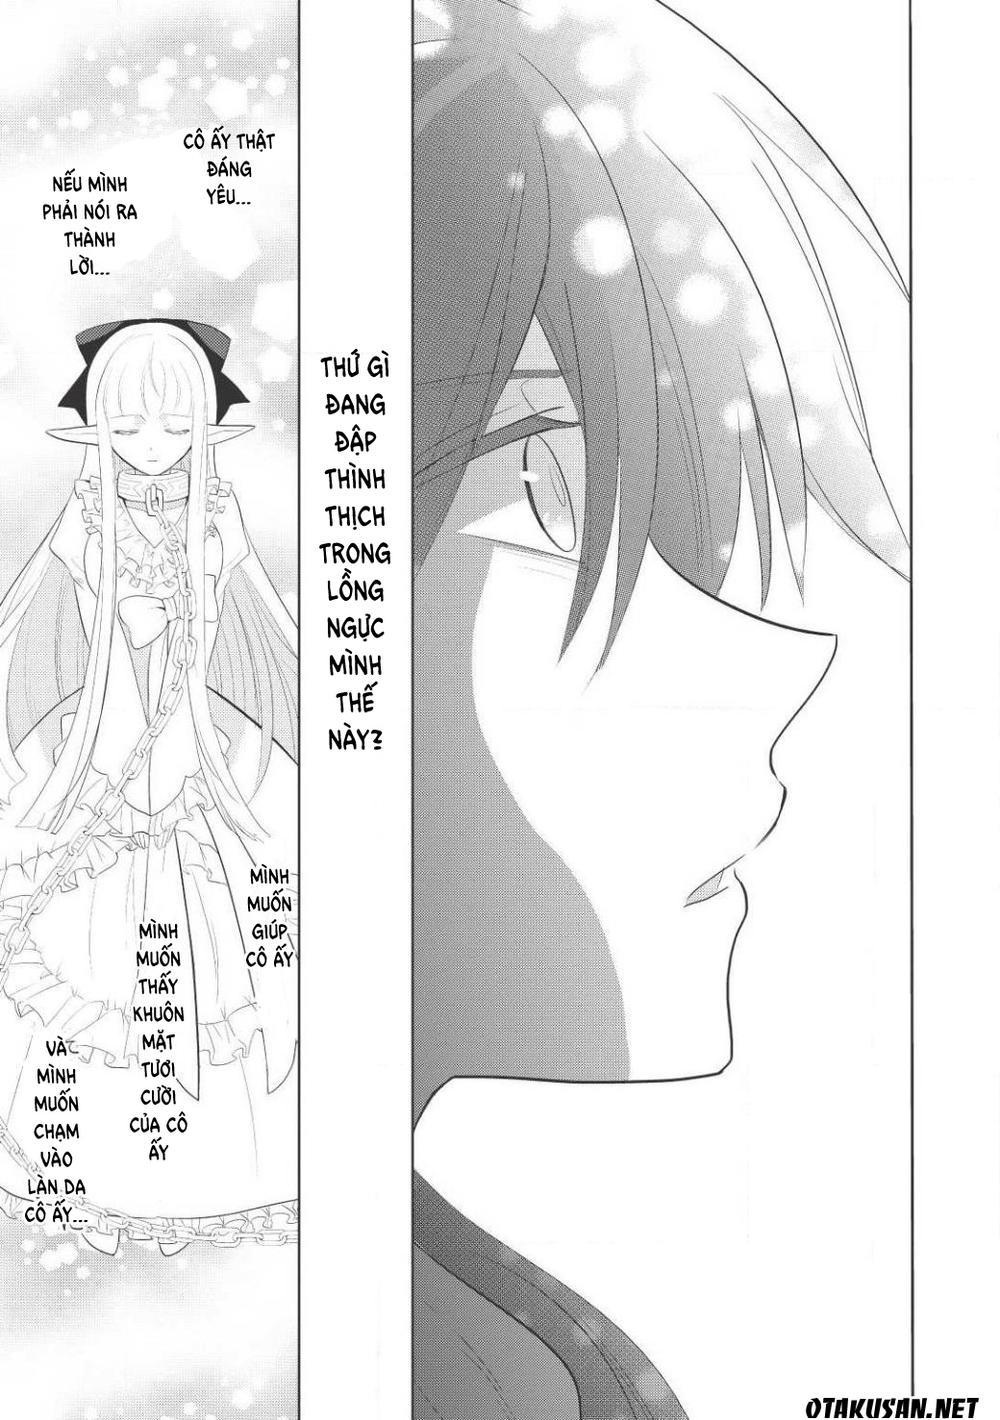 THỨ GÌ
ĐANG
ĐẬP
THÌNH
THỊCH
TRONG
LỒNG
NGỰC
MÌNH
THẾ
NÀY?
CÔ ẤY THẬT
ĐÁNG
YÊU...
NẾU MÌNH
PHẢI NÓI RA
THÀNH
LỜI...
MÌNH
MUỐN
GIÚP
CÔ ẤY
MÌNH
MUỐN
THẤY
KHUÔN
MẶT
TƯƠI
CƯỜI
CỦA CÔ
ẤY
VÀ
MÌNH
MUỐN
CHẠM
VÀO
LÀN DA
CÔ ẤY...
OTAKUSAN.NET
OTAKUSAN.NET